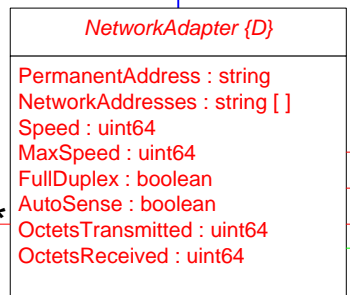 NetworkAdapter {D}
PermanentAddress : string
NetworkAddresses : string [ ]
Speed : uint64
MaxSpeed : uint64
FullDuplex : boolean
AutoSense : boolean
*
OctetsTransmitted : uint64
OctetsReceived : uint64